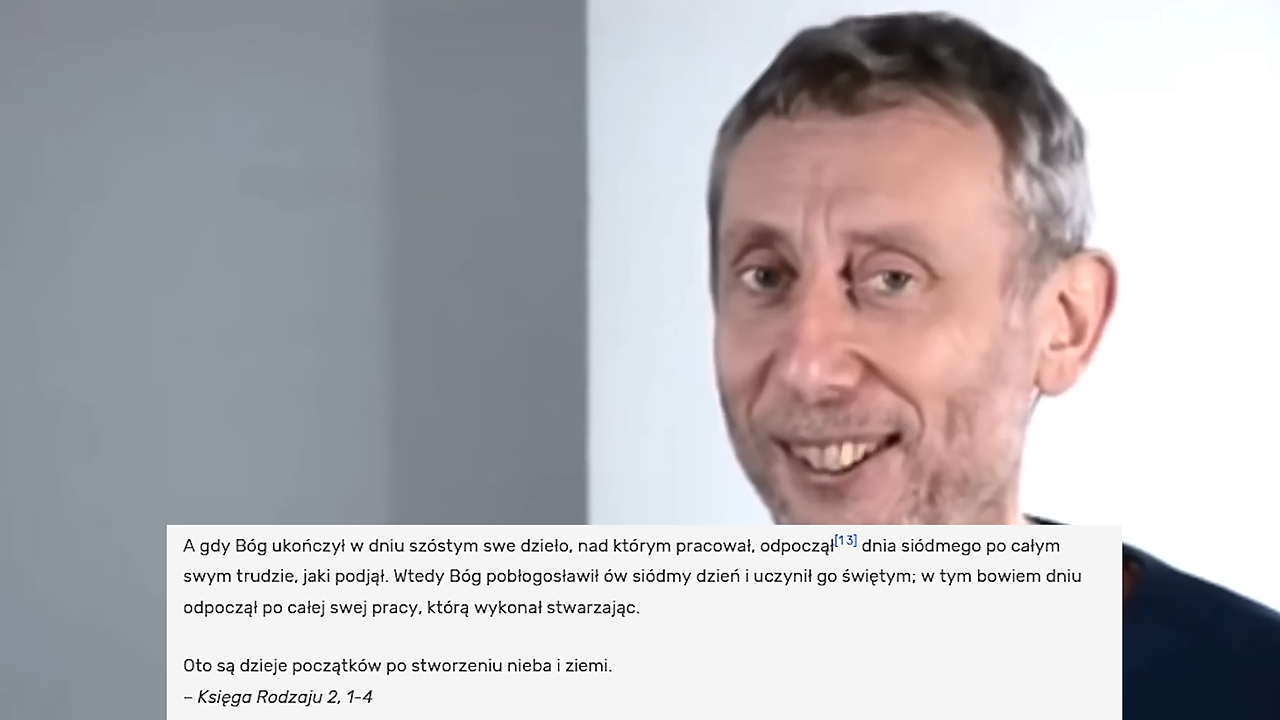 A gdy Bóg ukończył w dniu szóstym swe dzieło, nad którym pracował, odpoczął[13] dnia siódmego po całym
swym trudzie, jaki podjął. Wtedy Bóg pobłogosławił ów siódmy dzień i uczynił go świętym; w tym bowiem dniu
odpoczął po całej swej pracy, którą wykonał stwarzając.
Oto są dzieje początków po stworzeniu nieba i ziemi.
– Księga Rodzaju 2, 1-4